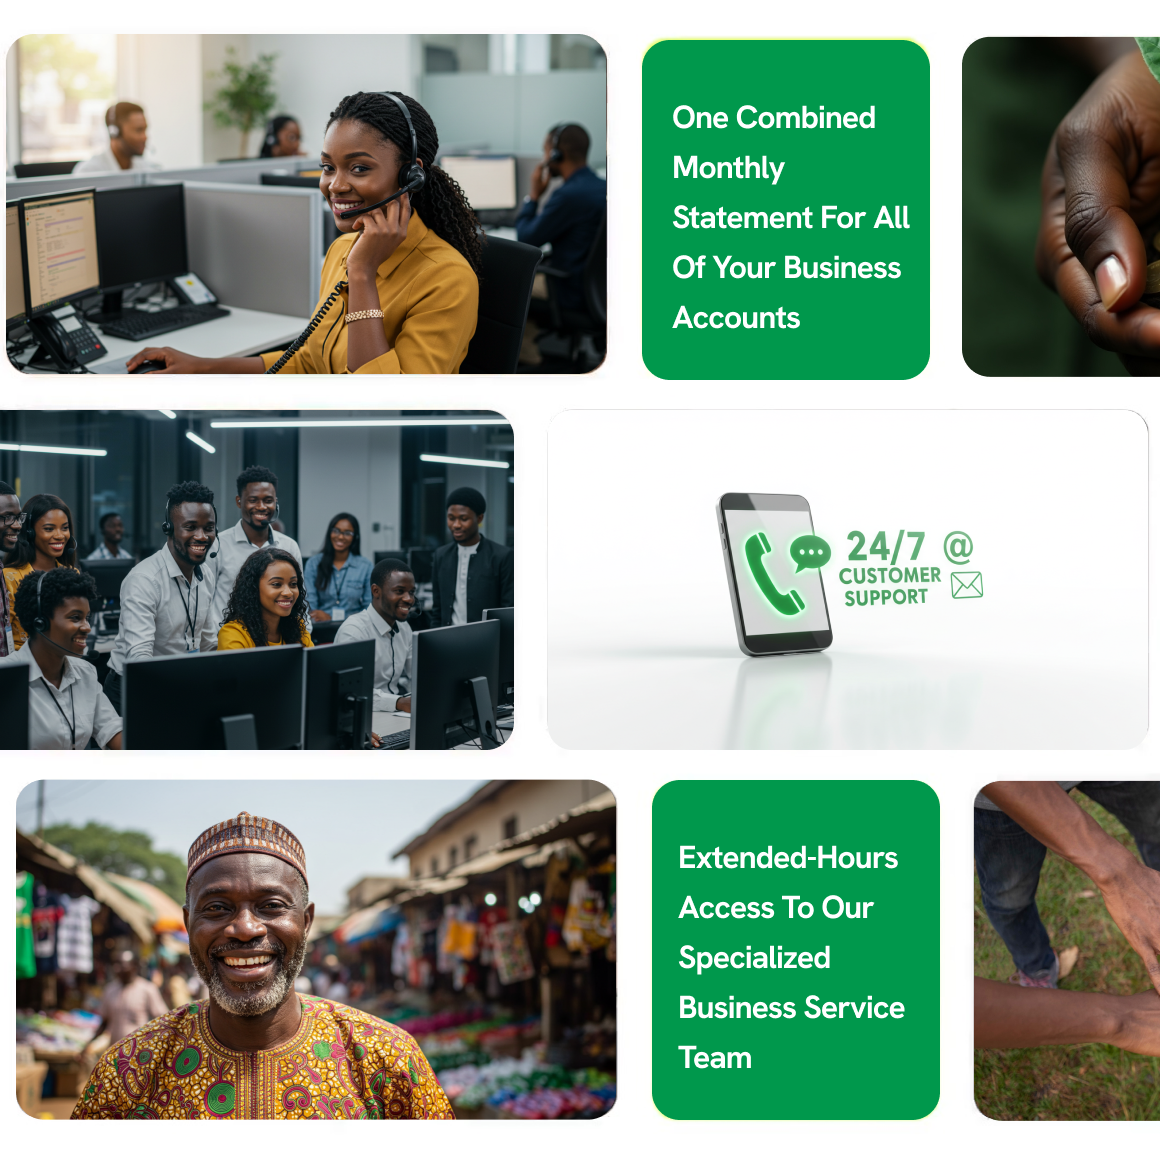 One Combined
Monthly
Statement For All
Of Your Business
Accounts
24/7 @
CUSTOMER
SUPPORT
Extended-Hours
Access To Our
Specialized
Business Service
Team